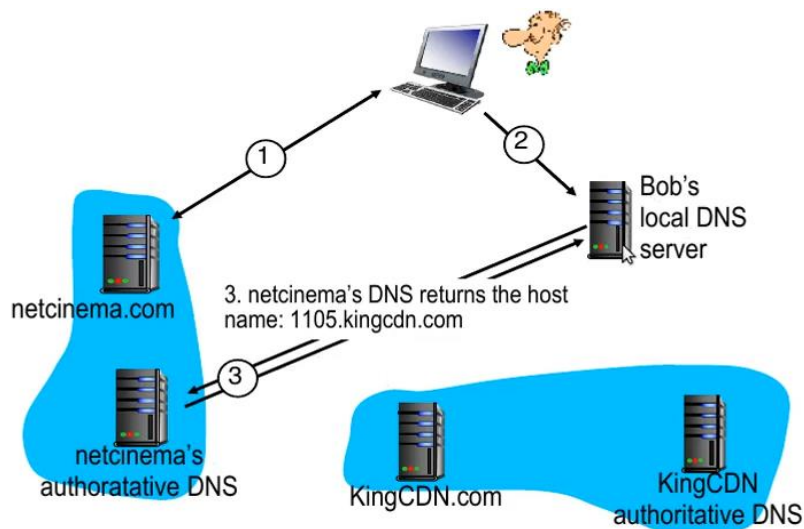 1
2
Bob's
local DNS
server
netcinema.com
3. netcinema's DNS returns the host
name: 1105.kingcdn.com
3
netcinema's
authoratative DNS
KingCDN.com
KingCDN
authoritative DNS